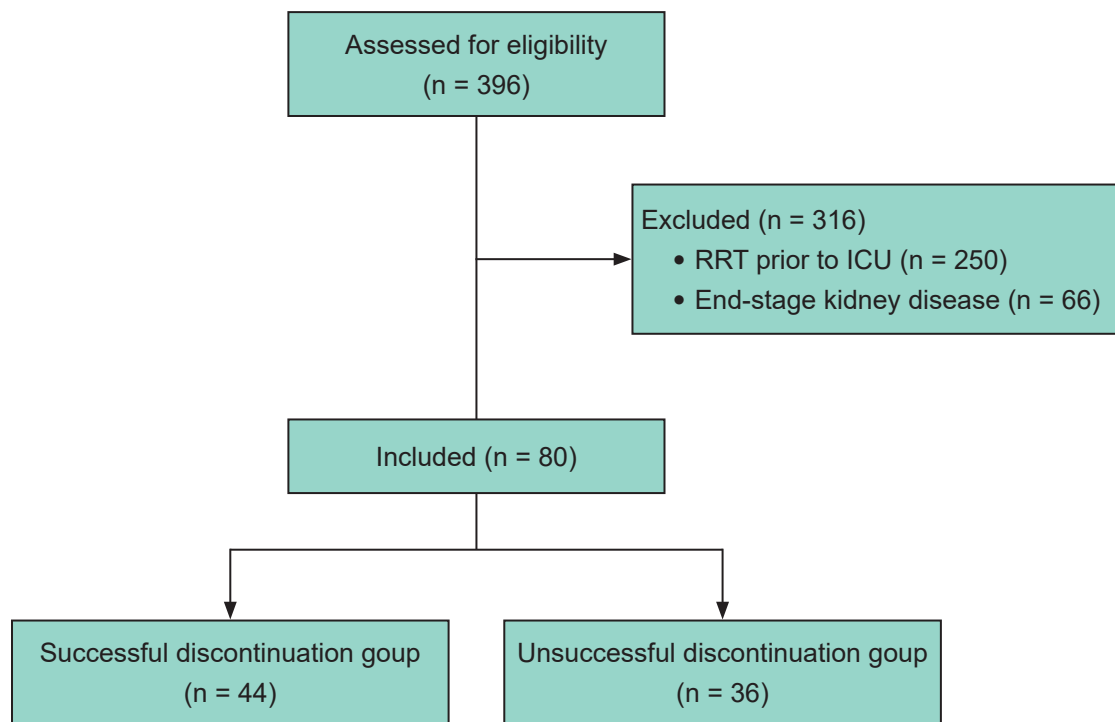 Assessed for eligibility
(n = 396)
Excluded (n = 316)
• RRT prior to ICU (n = 250)
• End-stage kidney disease (n = 66)
Included (n = 80)
Successful discontinuation goup
(n = 44)
Unsuccessful discontinuation goup
(n = 36)